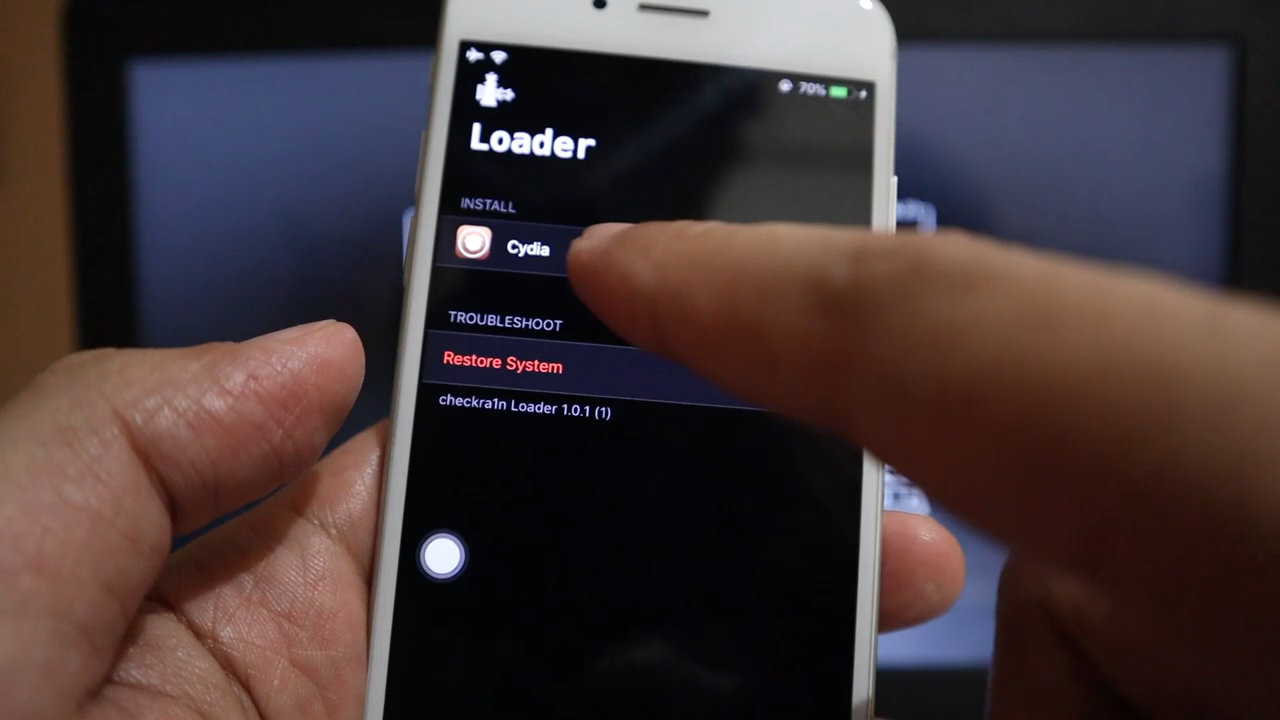 70%
Loader
INSTALL
Cydia
TROUBLESHOOT
Restore System
checkra1n Loader 1.0.1 (1)